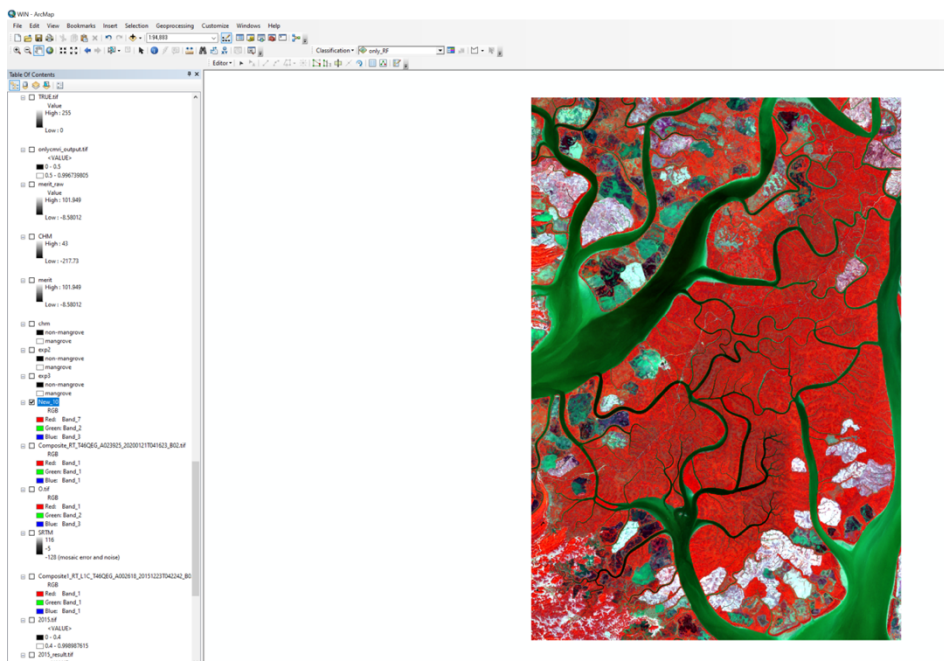 WIN - ArcMap
File Edit View Bookmarks Insert Selection Geoprocessing Customize Windows Help
Classification▾ only_RF
Editor▾
Table Of Contents
TRUE.tif
Value
High : 255
Low : 0
onlycmvi_output.tif
<VALUE>
0 - 0.5
0.5 - 0.996739805
merit_raw
Value
High : 101.949
Low : -8.58012
CHM
High : 43
Low : -217.73
merit
High : 101.949
Low : -8.58012
chm
non-mangrove
mangrove
exp2
non-mangrove
mangrove
exp3
non-mangrove
mangrove
New_10
RGB
Red: Band_7
Green: Band_2
Blue: Band_3
Composite_RT_T46QEG_A023925_20200121T041623_B02.tif
RGB
Red: Band_1
Green: Band_1
Blue: Band_1
O.tif
RGB
Red: Band_1
Green: Band_2
Blue: Band_3
SRTM
116
-5
-128 (mosaic error and noise)
Composite1_RT_L1C_T46QEG_A002618_20151223T042242_B0
RGB
Red: Band_1
Green: Band_1
Blue: Band_1
2015.tif
<VALUE>
0 - 0.4
0.4 - 0.998987615
2015_result.tif